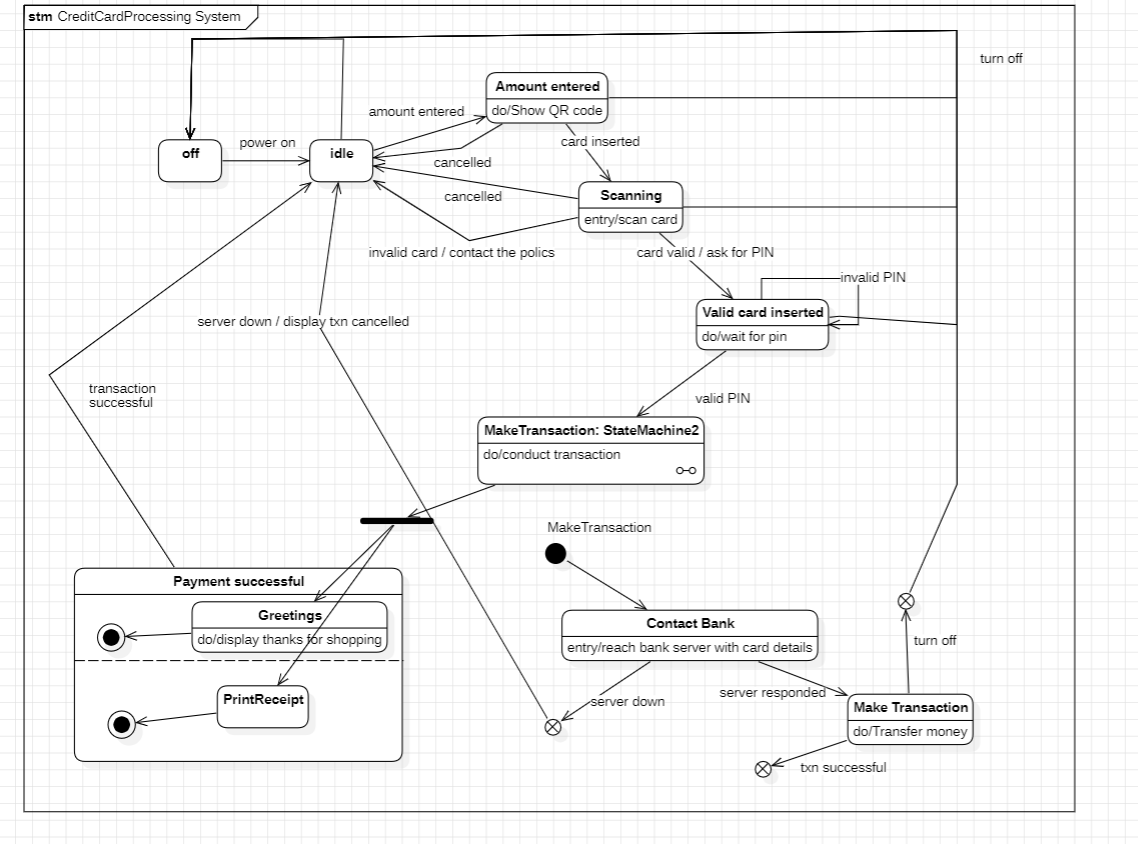 stm CreditCardProcessing System
turn off
Amount entered
do/Show QR code
amount entered
power on
off
idle
card inserted
cancelled
cancelled
Scanning
entry/scan card
invalid card / contact the polics
card valid / ask for PIN
invalid PIN
Valid card inserted
do/wait for pin
server down / display txn cancelled
transaction
successful
valid PIN
MakeTransaction: StateMachine2
do/conduct transaction
MakeTransaction
Payment successful
Greetings
do/display thanks for shopping
PrintReceipt
Contact Bank
entry/reach bank server with card details
turn off
server down
server responded
Make Transaction
do/Transfer money
txn successful